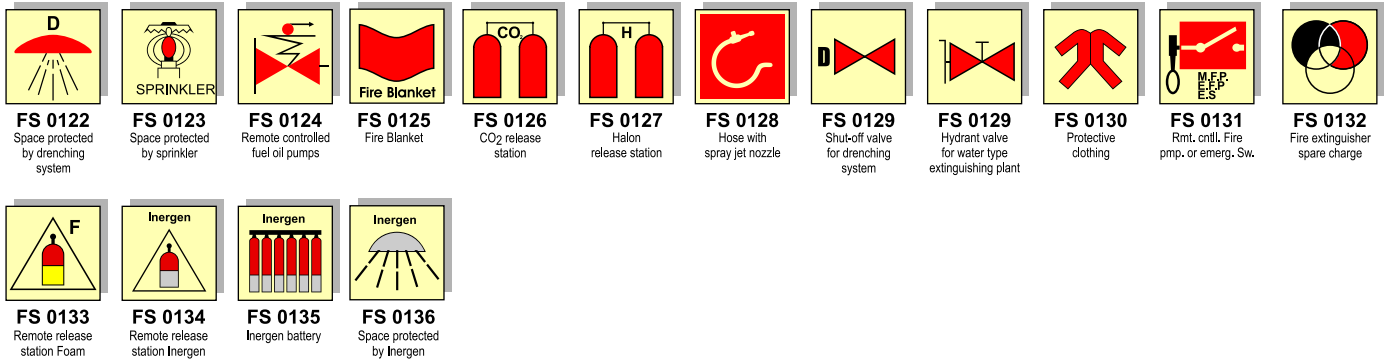 D
FS 0122
Space protected
by drenching
system
SPRINKLER
FS 0123
Space protected
by sprinkler
FS 0124
Remote controlled
fuel oil pumps
Fire Blanket
FS 0125
Fire Blanket
CO2
FS 0126
CO2 release
station
H
FS 0127
Halon
release station
FS 0128
Hose with
spray jet nozzle
D
FS 0129
Shut-off valve
for drenching
system
FS 0129
Hydrant valve
for water type
extinguishing plant
FS 0130
Protective
clothing
M.F.P.
E.F.P
E.S
FS 0131
Rmt. cntll. Fire
pmp. or emerg. Sw.
FS 0132
Fire extinguisher
spare charge
F
FS 0133
Remote release
station Foam
Inergen
FS 0134
Remote release
station Inergen
Inergen
FS 0135
Inergen battery
Inergen
FS 0136
Space protected
by Inergen